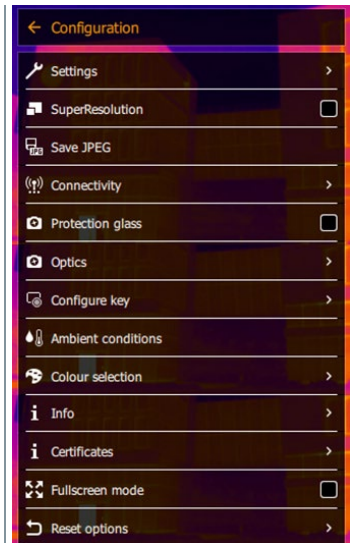 Configuration
Settings
SuperResolution
JPEG
Save JPEG
Connectivity
Protection glass
Optics
Configure key
Ambient conditions
Colour selection
Info
Certificates
Fullscreen mode
Reset options